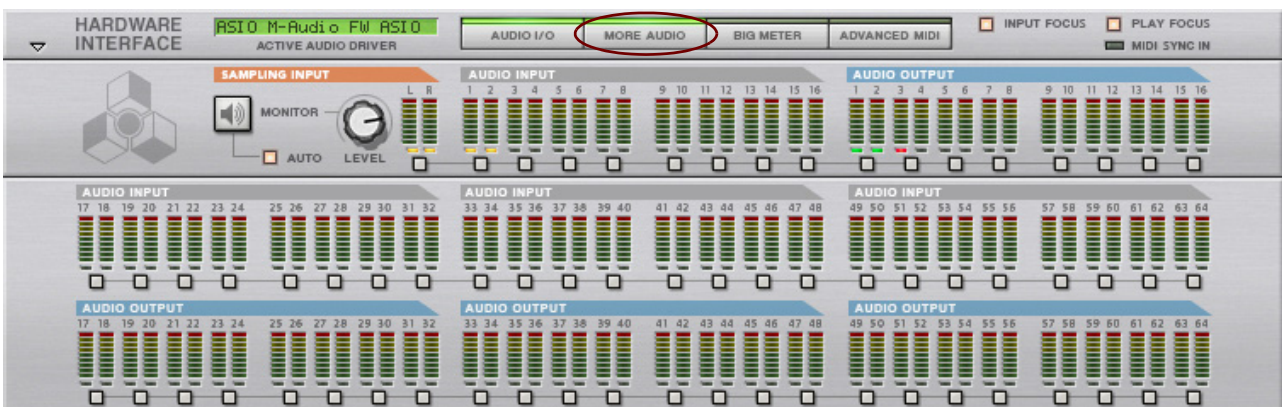 HARDWARE INTERFACE
ASIO M-Audio FW ASIO
ACTIVE AUDIO DRIVER
AUDIO I/O MORE AUDIO BIG METER ADVANCED MIDI
INPUT FOCUS PLAY FOCUS
MIDI SYNC IN
SAMPLING INPUT
L R
MONITOR
AUTO LEVEL
AUDIO INPUT
1 2 3 4 5 6 7 8 9 10 11 12 13 14 15 16
AUDIO OUTPUT
1 2 3 4 5 6 7 8 9 10 11 12 13 14 15 16
AUDIO INPUT AUDIO INPUT AUDIO INPUT
17 18 19 20 21 22 23 24 25 26 27 28 29 30 31 32 33 34 35 36 37 38 39 40 41 42 43 44 45 46 47 48 49 50 51 52 53 54 55 56 57 58 59 60 61 62 63 64
AUDIO OUTPUT AUDIO OUTPUT AUDIO OUTPUT
17 18 19 20 21 22 23 24 25 26 27 28 29 30 31 32 33 34 35 36 37 38 39 40 41 42 43 44 45 46 47 48 49 50 51 52 53 54 55 56 57 58 59 60 61 62 63 64